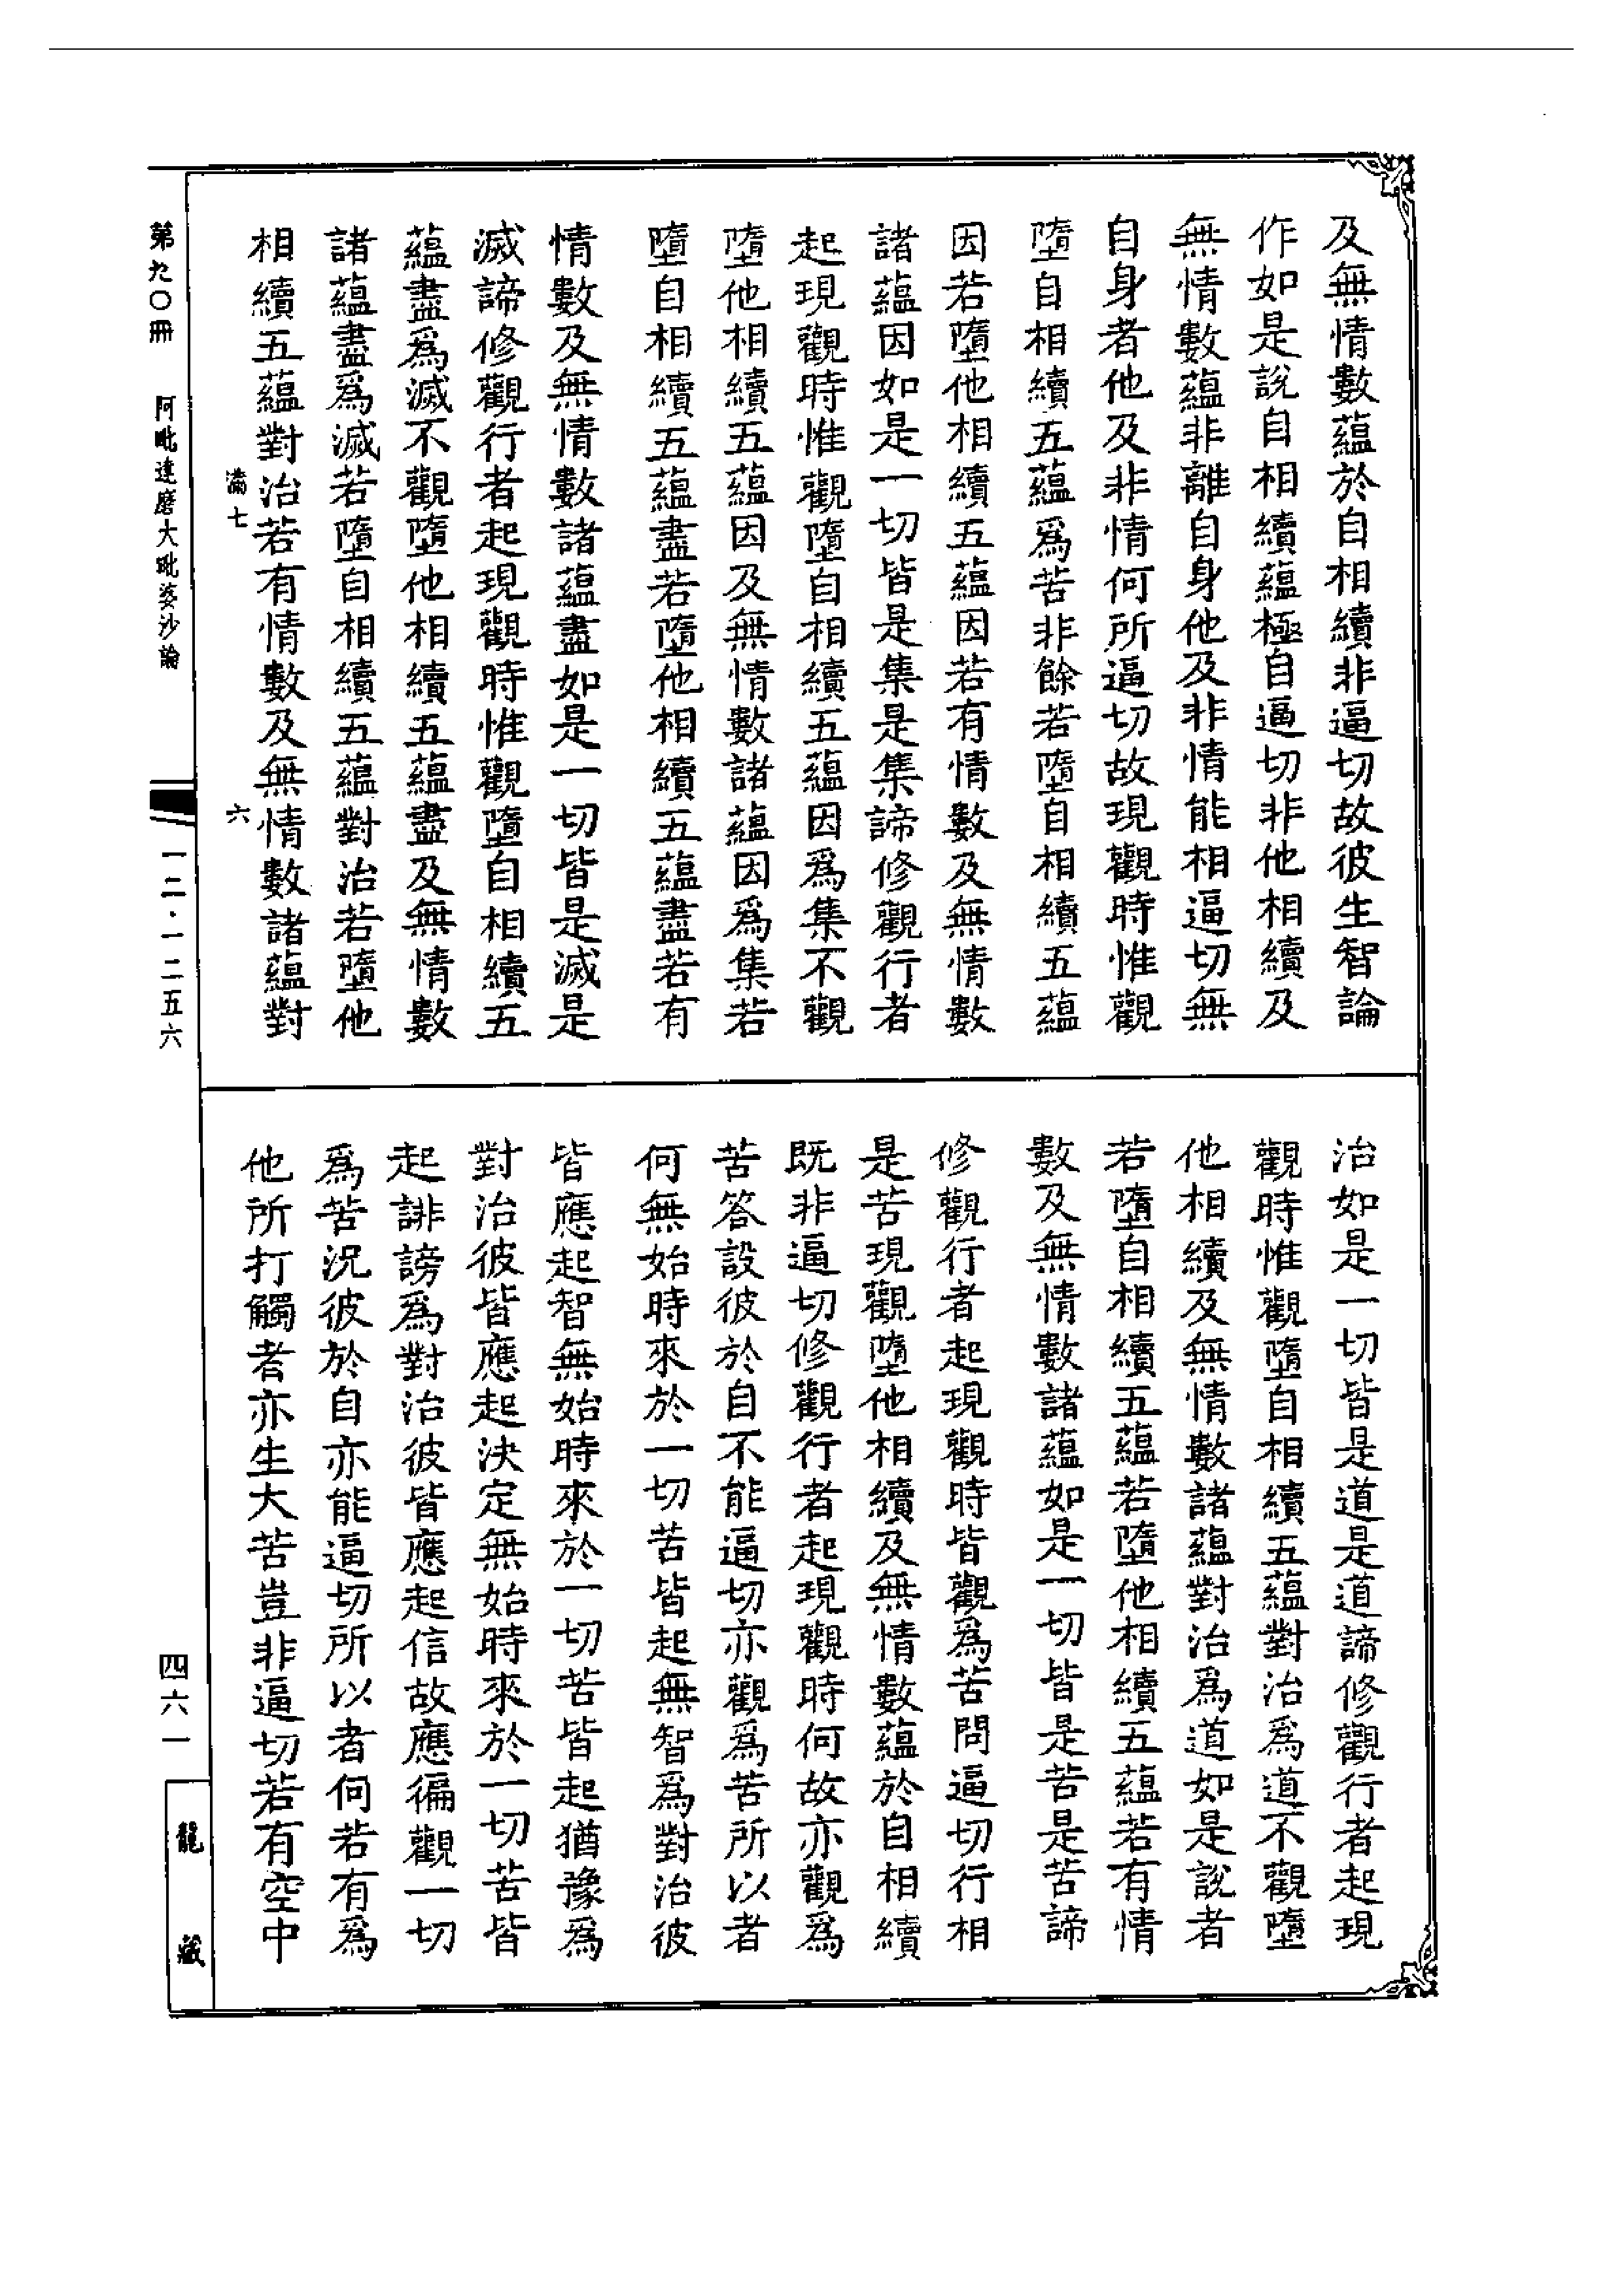 及無情數蘊於自相續非逼切故彼生智論
作如是說自相續蘊極自逼切非他相續及
無情數蘊非離自身他及非情能相逼切無
自身者他及非情何所逼切故現觀時惟觀
墮自相續五蘊爲苦非餘若墮自相續五蘊
因若墮他相續五蘊因若有情數及無情數
諸蘊因如是一切皆是集是集諦修觀行者
起現觀時惟觀墮自相續五蘊因爲集不觀
墮他相續五蘊因及無情數諸蘊因爲集若
墮自相續五蘊盡若墮他相續五蘊盡若有
情數及無情數諸蘊盡如是一切皆是滅是
滅諦修觀行者起現觀時惟觀墮自相續五
蘊盡爲滅不觀墮他相續五蘊盡及無情數
諸蘊盡爲滅若墮自相續五蘊對治若墮他
相續五蘊對治若有情數及無情數諸蘊對
滿七 六
治如是一切皆是道是道諦修觀行者起現
觀時惟觀墮自相續五蘊對治爲道不觀墮
他相續及無情數諸蘊對治爲道如是說者
若墮自相續五蘊若墮他相續五蘊若有情
數及無情數諸蘊如是一切皆是苦是苦諦
修觀行者起現觀時皆觀爲苦問逼切行相
是苦現觀墮他相續及無情數蘊於自相續
既非逼切修觀行者起現觀時何故亦觀爲
苦答設彼於自不能逼切亦觀爲苦所以者
何無始時來於一切苦皆起無智爲對治彼
皆應起智無始時來於一切苦皆起猶豫爲
對治彼皆應起決定無始時來於一切苦皆
起誹謗爲對治彼皆應起信故應徧觀一切
爲苦況彼於自亦能逼切所以者何若有爲
他所打觸者亦生大苦豈非逼切若有空中
第九〇冊 阿毗達磨大毗婆沙論 一二·一二五六 四六一 龍藏